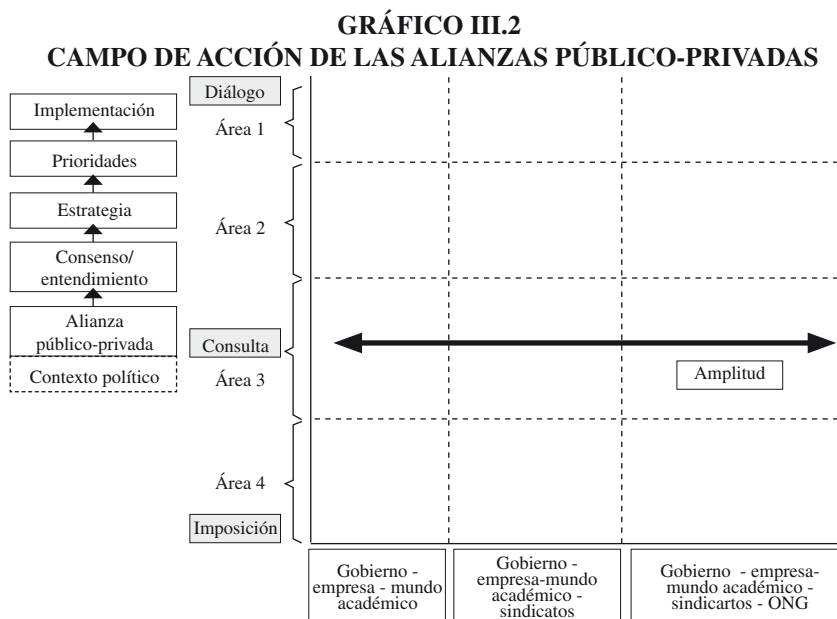 GRÁFICO III.2
CAMPO DE ACCIÓN DE LAS ALIANZAS PÚBLICO-PRIVADAS
Implementación
Prioridades
Estrategia
Consenso/
entendimiento
Alianza
público-privada
Contexto político
Diálogo
Área 1
Área 2
Consulta
Área 3
Área 4
Imposición
Amplitud
Gobierno -
empresa - mundo
académico
Gobierno -
empresa-mundo
académico -
sindicatos
Gobierno - empresa-
mundo académico -
sindicartos - ONG